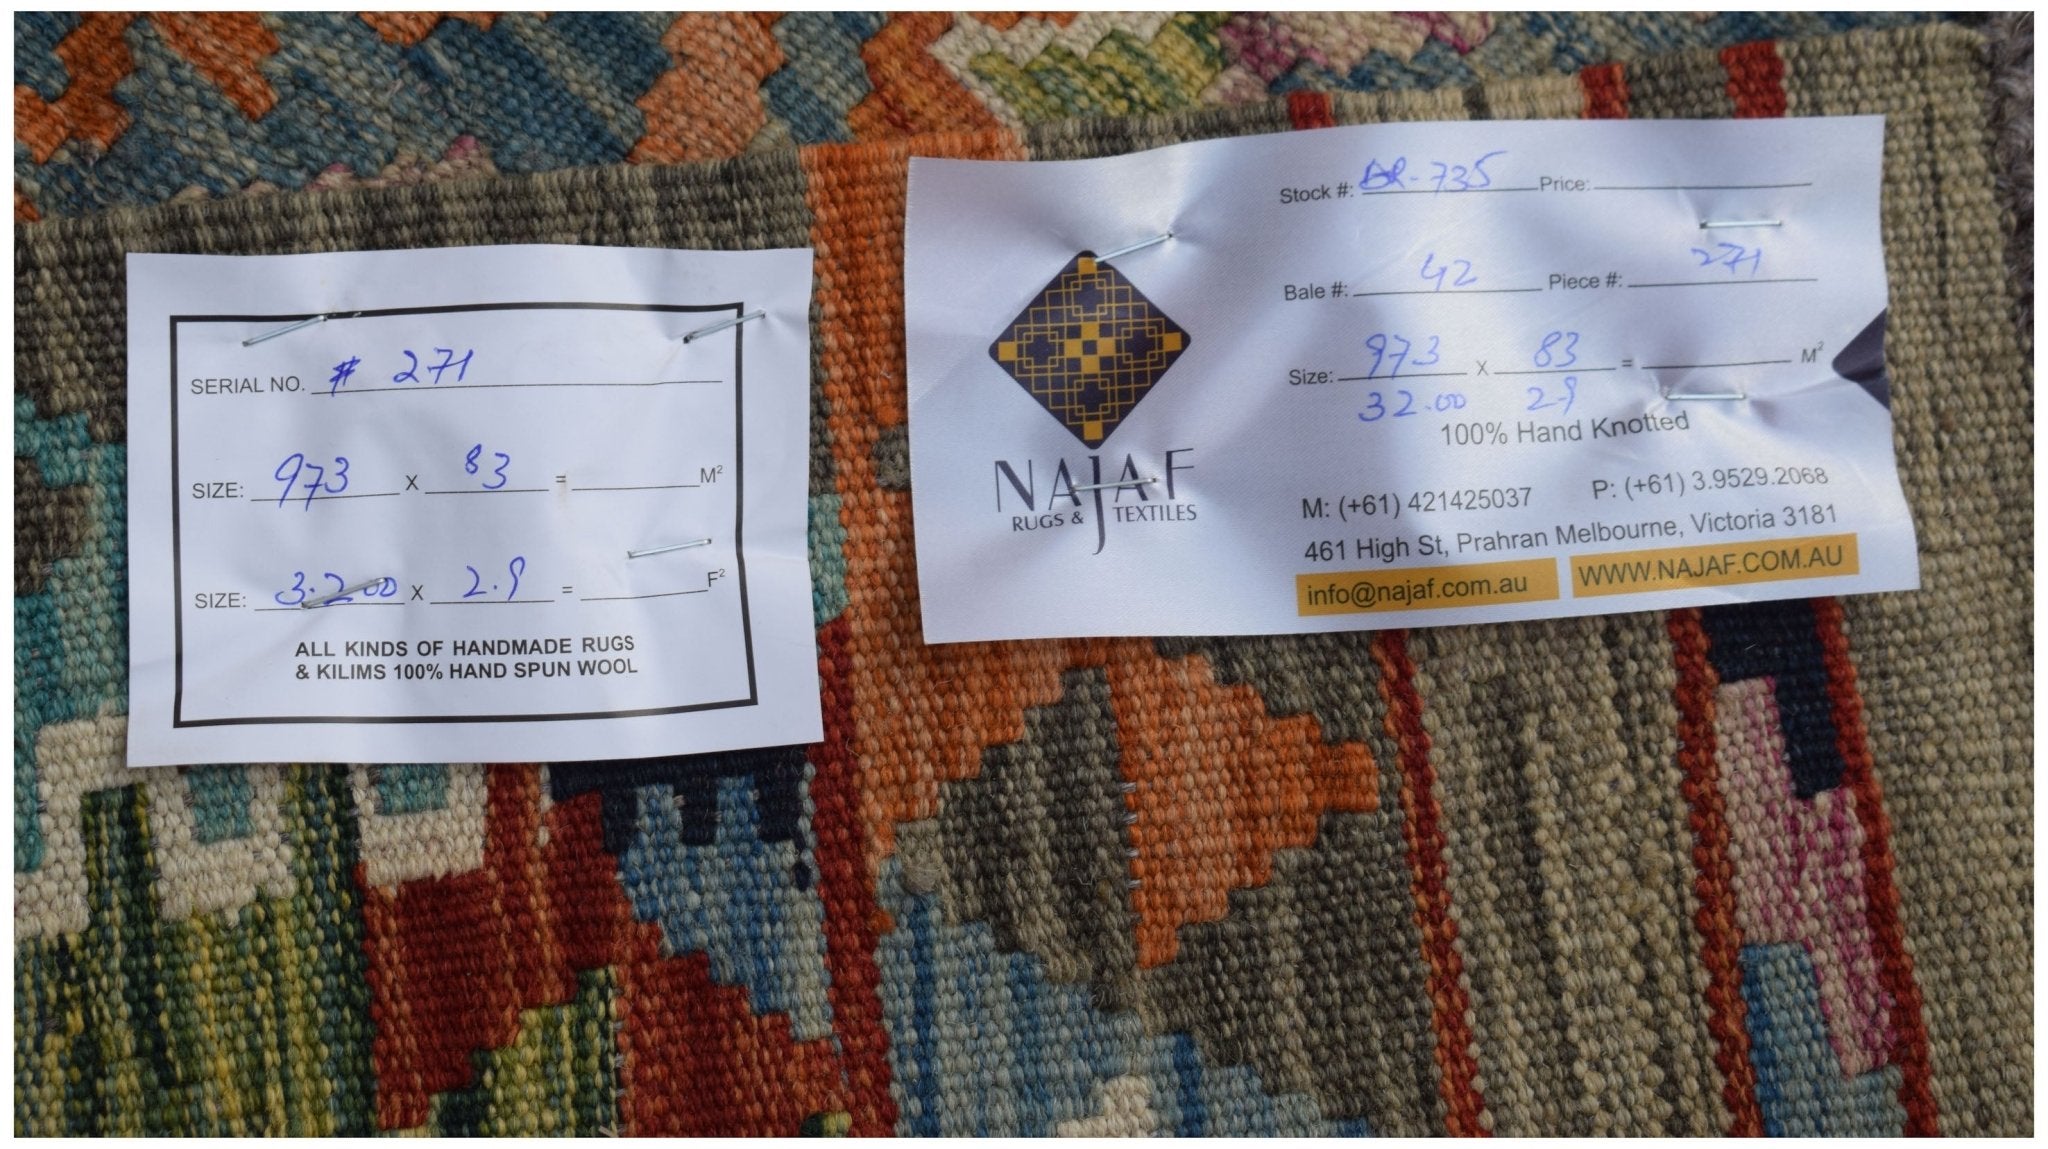 SERIAL NO. # 271
SIZE: 973 X 83 = M²
SIZE: 3.200 X 2.9 = F²
ALL KINDS OF HANDMADE RUGS
& KILIMS 100% HAND SPUN WOOL
NAJAF
RUGS & TEXTILES
Stock #: -735 Price:
Bale #: 42 Piece #: 271
Size: 973 X 83 = M²
32.00 2.9
100% Hand Knotted
M: (+61) 421425037 P: (+61) 3.9529.2068
461 High St, Prahran Melbourne, Victoria 3181
info@najaf.com.au WWW.NAJAF.COM.AU